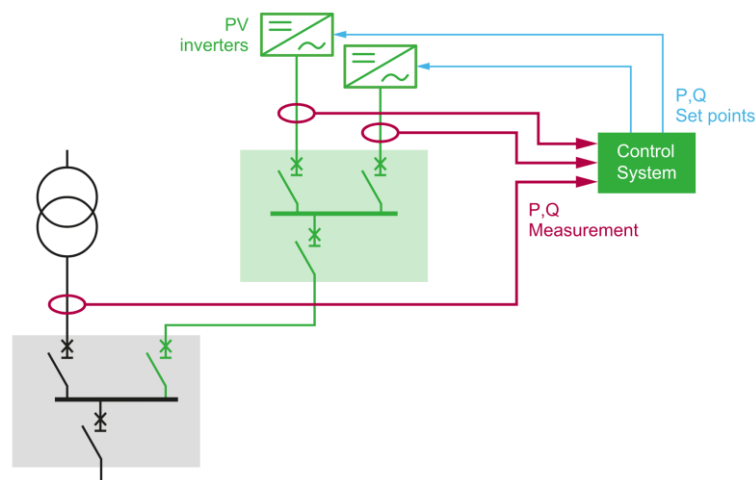 PV
inverters
P,Q
Set points
Control
System
P,Q
Measurement